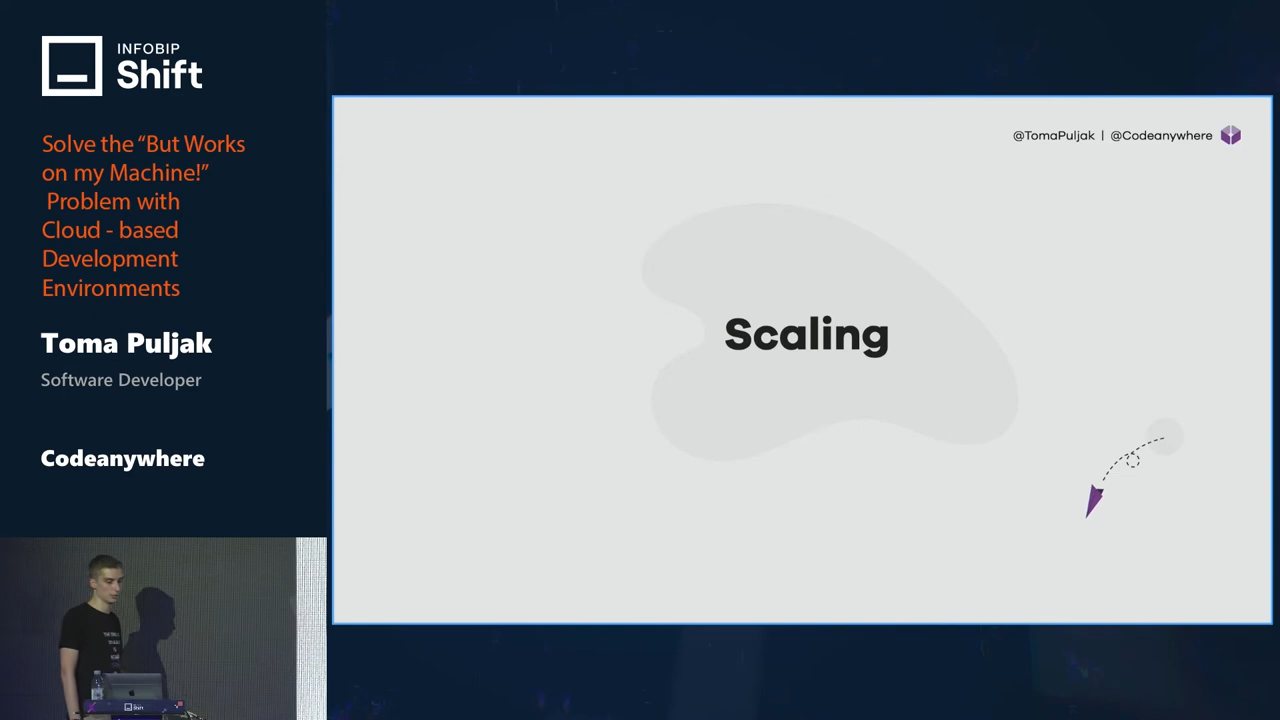 INFOBIP
Shift
Solve the “But Works
on my Machine!”
Problem with
Cloud - based
Development
Environments
Toma Puljak
Software Developer
Codeanywhere
@TomaPuljak | @Codeanywhere
Scaling
Shift